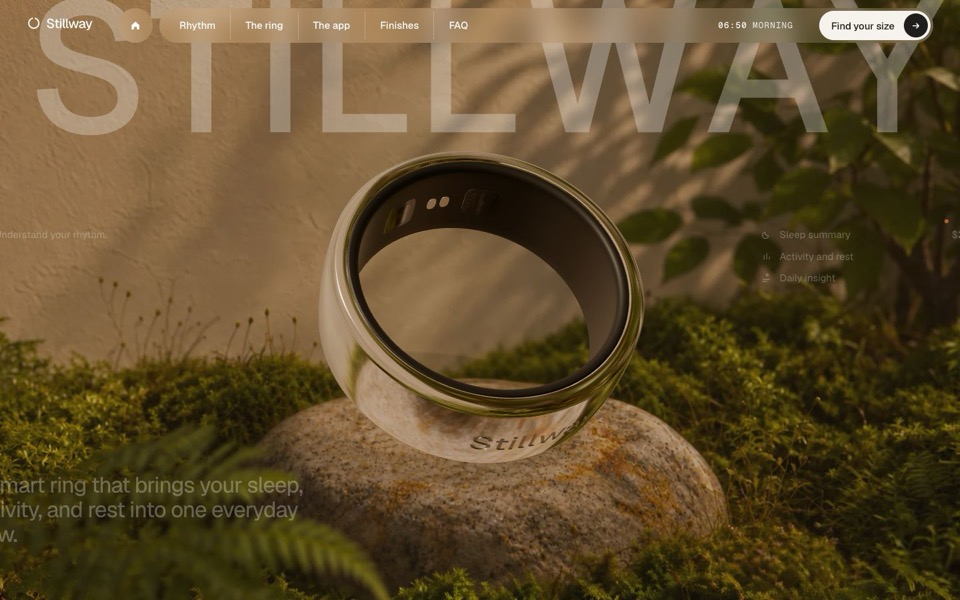 Stillway
Rhythm
The ring
The app
Finishes
FAQ
06:50 MORNING
Find your size
STILLWAY
Understand your rhythm.
Sleep summary
Activity and rest
Daily insight
Stillway
mart ring that brings your sleep,
ivity, and rest into one everyday
w.